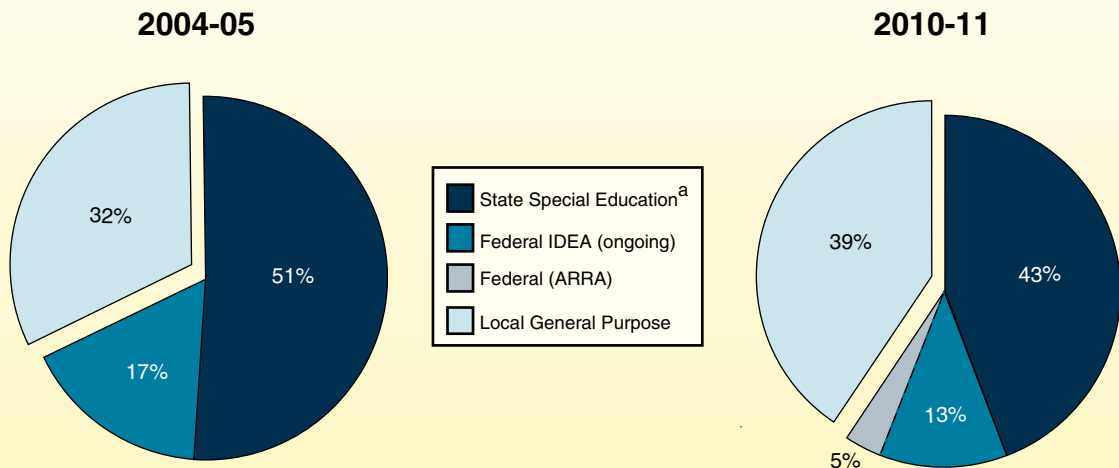 2004-05
2010-11
32%
51%
17%
State Special Educationa
Federal IDEA (ongoing)
Federal (ARRA)
Local General Purpose
39%
43%
13%
5%